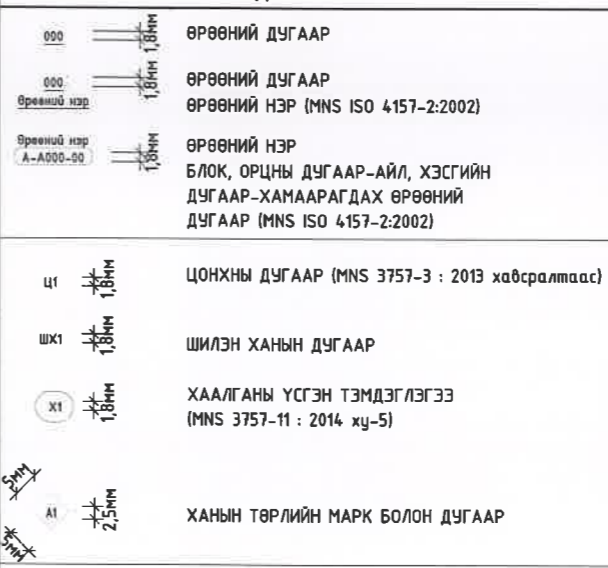 000 1,8мм ӨРӨӨНИЙ ДУГААР
000 1,8мм ӨРӨӨНИЙ ДУГААР
Өрөөний нэр ӨРӨӨНИЙ НЭР (MNS ISO 4157-2:2002)
Өрөөний нэр 1,8мм ӨРӨӨНИЙ НЭР
А-А000-00 БЛОК, ОРЦНЫ ДУГААР-АЙЛ, ХЭСГИЙН
ДУГААР-ХАМААРАГДАХ ӨРӨӨНИЙ
ДУГААР (MNS ISO 4157-2:2002)
Ц1 1,8мм ЦОНХНЫ ДУГААР (MNS 3757-3 : 2013 хавсралтаас)
ШХ1 1,8мм ШИЛЭН ХАНЫН ДУГААР
Х1 1,8мм ХААЛГАНЫ ҮСГЭН ТЭМДЭГЛЭГЭЭ
(MNS 3757-11 : 2014 ху-5)
5мм
А1 2,5мм ХАНЫН ТӨРЛИЙН МАРК БОЛОН ДУГААР
5мм